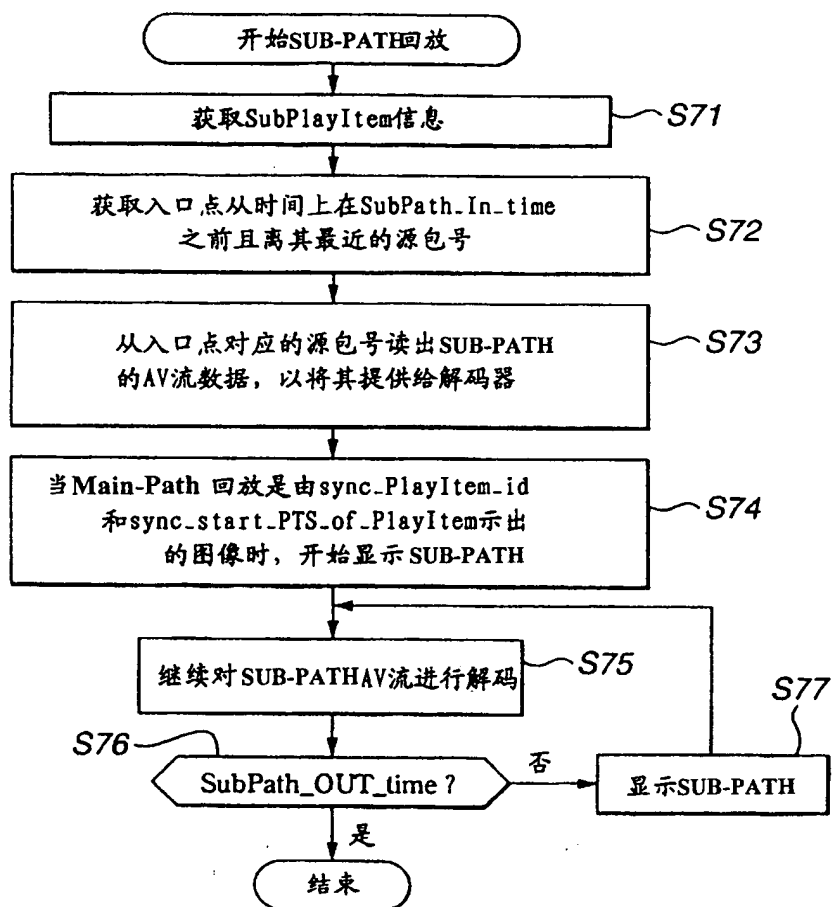 开始SUB-PATH回放
获取SubPlayItem信息
S71
获取入口点从时间上在SubPath_In_time
之前且离其最近的源包号
S72
从入口点对应的源包号读出SUB-PATH
的AV流数据，以将其提供给解码器
S73
当Main-Path 回放是由sync_PlayItem_id
和sync_start_PTS_of_PlayItem示出
的图像时，开始显示SUB-PATH
S74
继续对SUB-PATHAV流进行解码
S75
S76
SubPath_OUT_time？
否
S77
显示SUB-PATH
是
结束